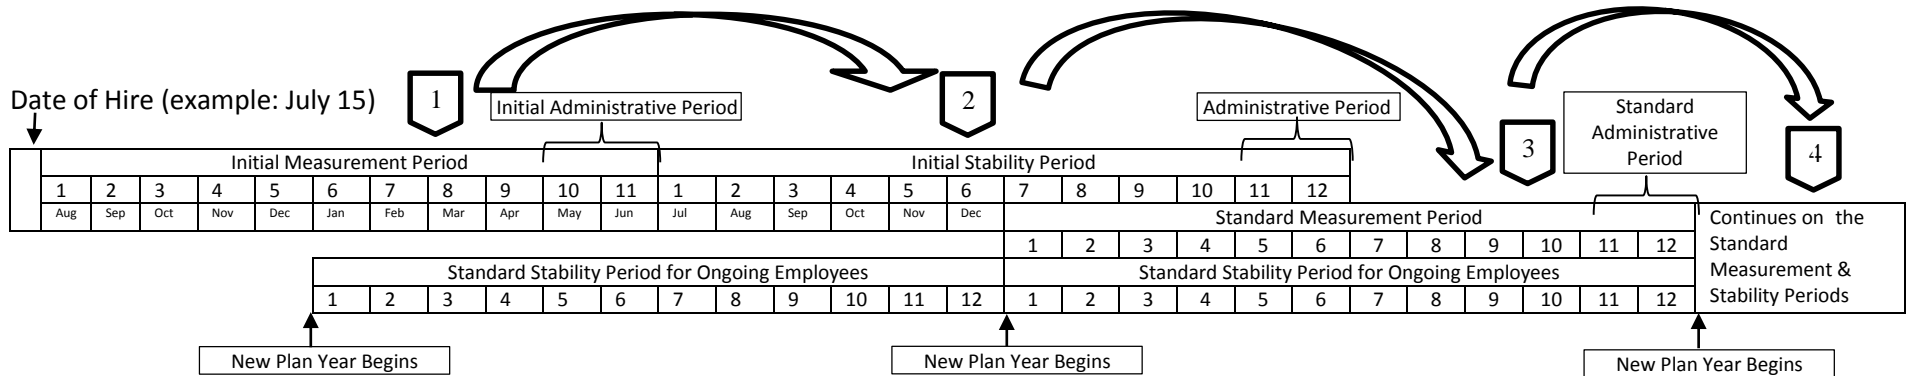 1
2
3
4
Date of Hire (example: July 15)
Initial Administrative Period
Administrative Period
Standard
Administrative
Period
Initial Measurement Period
Initial Stability Period
1 2 3 4 5 6 7 8 9 10 11 1 2 3 4 5 6 7 8 9 10 11 12
Aug Sep Oct Nov Dec Jan Feb Mar Apr May Jun Jul Aug Sep Oct Nov Dec
Standard Measurement Period
1 2 3 4 5 6 7 8 9 10 11 12
Continues on the
Standard
Measurement &
Stability Periods
Standard Stability Period for Ongoing Employees
Standard Stability Period for Ongoing Employees
1 2 3 4 5 6 7 8 9 10 11 12 1 2 3 4 5 6 7 8 9 10 11 12
New Plan Year Begins
New Plan Year Begins
New Plan Year Begins